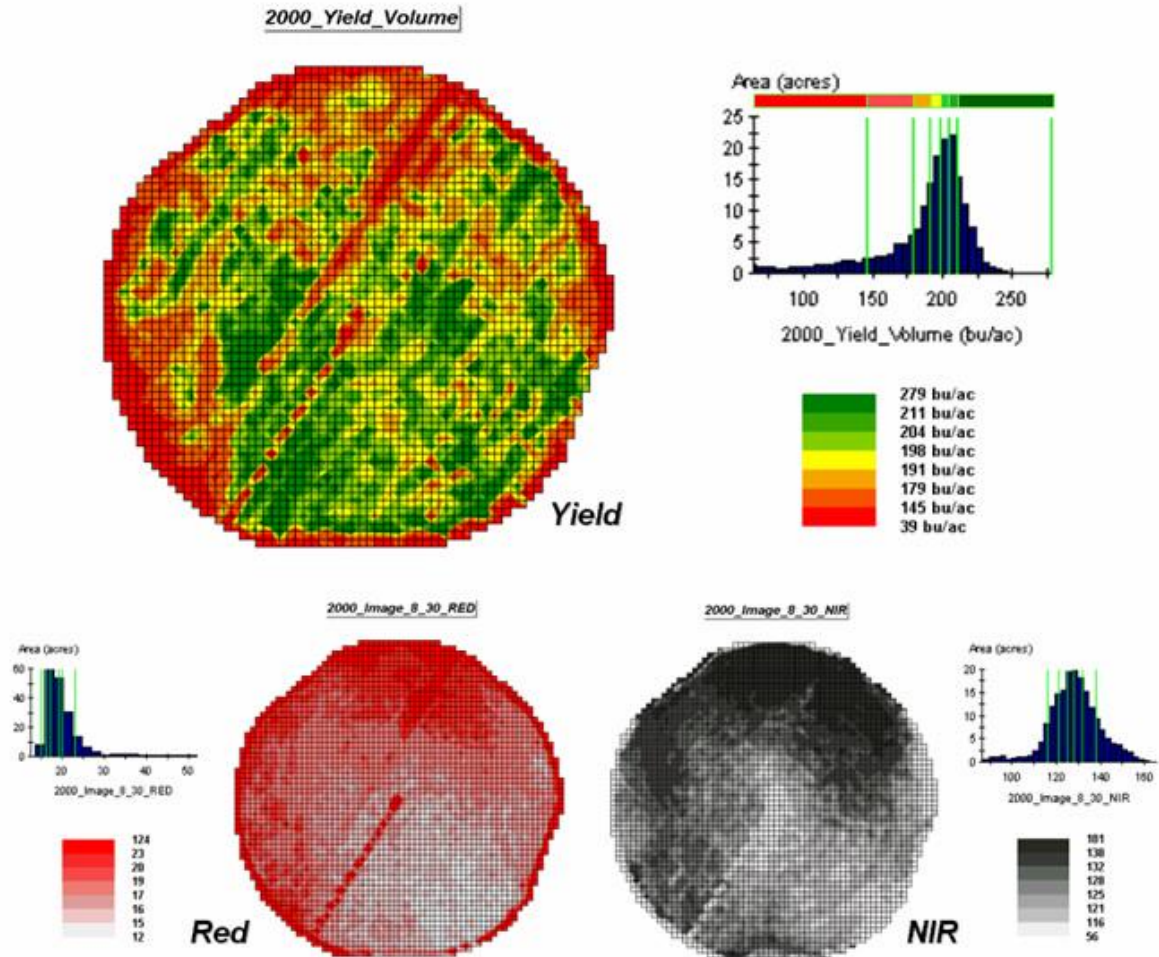 2000_Yield_Volume
Area (acres)
25
20
15
10
5
0
100 150 200 250
2000_Yield_Volume (bu/ac)
279 bu/ac
211 bu/ac
204 bu/ac
198 bu/ac
191 bu/ac
179 bu/ac
145 bu/ac
39 bu/ac
Yield
2000_Image_8_30_RED
Area (acres)
60
40
20
0
20 30 40 50
2000_Image_8_30_RED
124
23
20
19
17
16
15
12
Red
2000_Image_8_30_NIR
Area (acres)
20
15
10
5
0
100 120 140 160
2000_Image_8_30_NIR
181
138
132
128
125
121
116
56
NIR